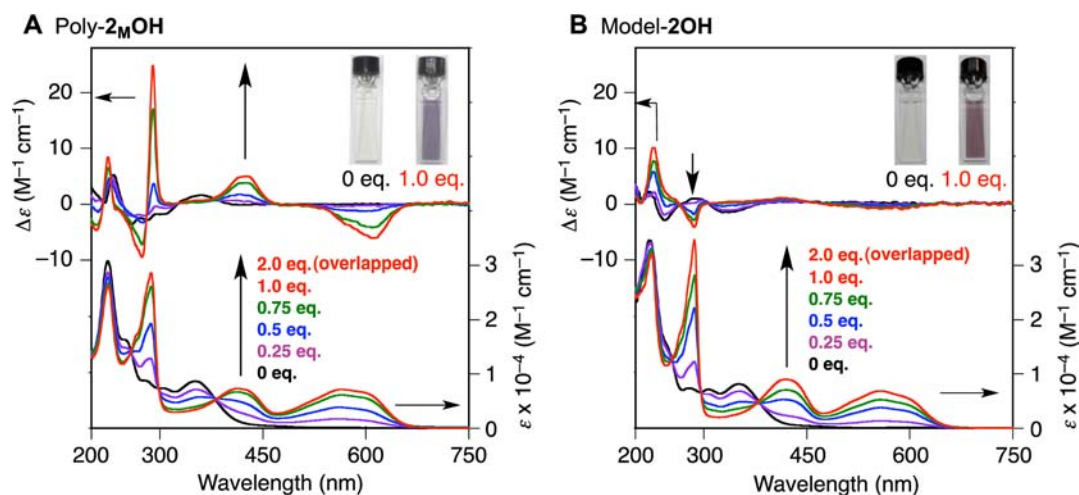 A Poly-2MOH
B Model-2OH
20
10
0
−10
Δε (M−1 cm−1)
0 eq. 1.0 eq.
2.0 eq.(overlapped)
1.0 eq.
0.75 eq.
0.5 eq.
0.25 eq.
0 eq.
3
2
1
0
ε x 10−4 (M−1 cm−1)
200 300 450 600 750
Wavelength (nm)
20
10
0
−10
Δε (M−1 cm−1)
0 eq. 1.0 eq.
2.0 eq.(overlapped)
1.0 eq.
0.75 eq.
0.5 eq.
0.25 eq.
0 eq.
3
2
1
0
ε x 10−4 (M−1 cm−1)
200 300 450 600 750
Wavelength (nm)